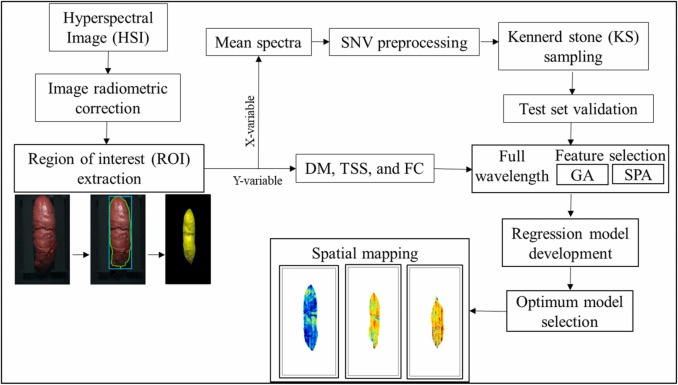 Hyperspectral
Image (HSI)
Image radiometric
correction
Region of interest (ROI)
extraction
Mean spectra
SNV preprocessing
Kennerd stone (KS)
sampling
Test set validation
X-variable
Y-variable
DM, TSS, and FC
Full
wavelength
Feature selection
GA
SPA
Regression model
development
Optimum model
selection
Spatial mapping